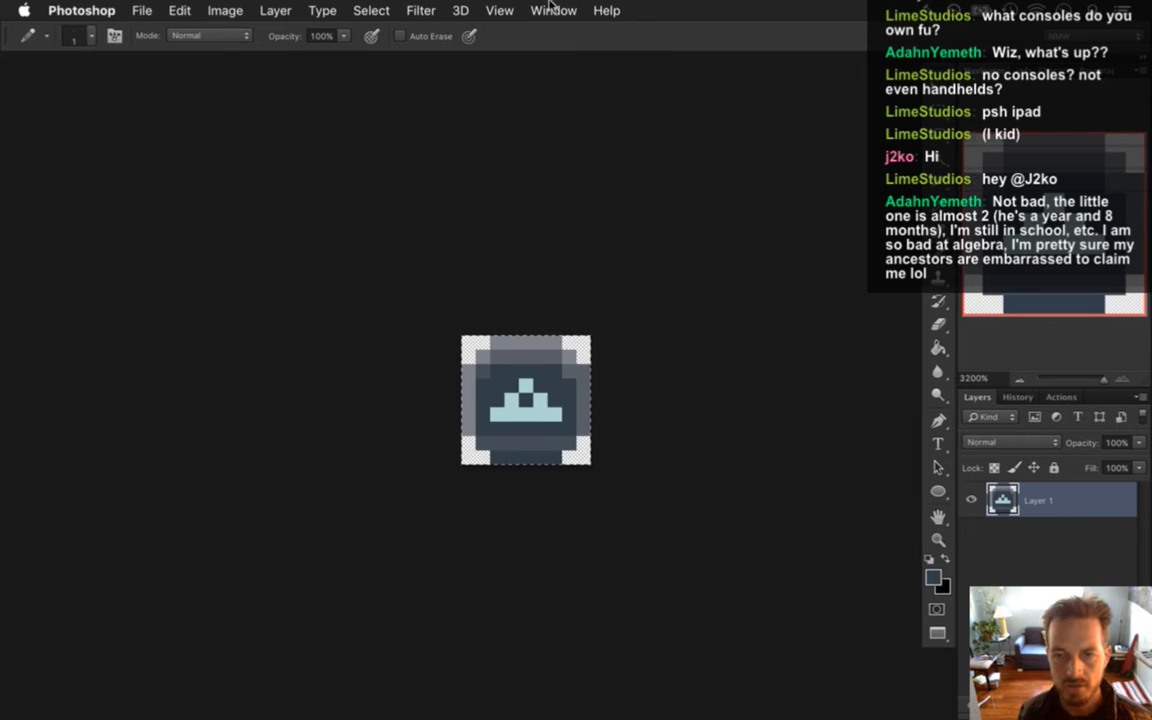 Photoshop File Edit Image Layer Type Select Filter 3D View Window Help
1 Mode: Normal Opacity: 100% Auto Erase
LimeStudios: what consoles do you
own fu?
AdahnYemeth: Wiz, what's up??
LimeStudios: no consoles? not
even handhelds?
LimeStudios: psh ipad
LimeStudios: (I kid)
j2ko: Hi
LimeStudios: hey @J2ko
AdahnYemeth: Not bad, the little
one is almost 2 (he's a year and 8
months), I'm still in school, etc. I am
so bad at algebra, I'm pretty sure my
ancestors are embarrassed to claim
me lol
3200%
Layers History Actions
Kind
Normal Opacity: 100%
Lock: Fill: 100%
Layer 1